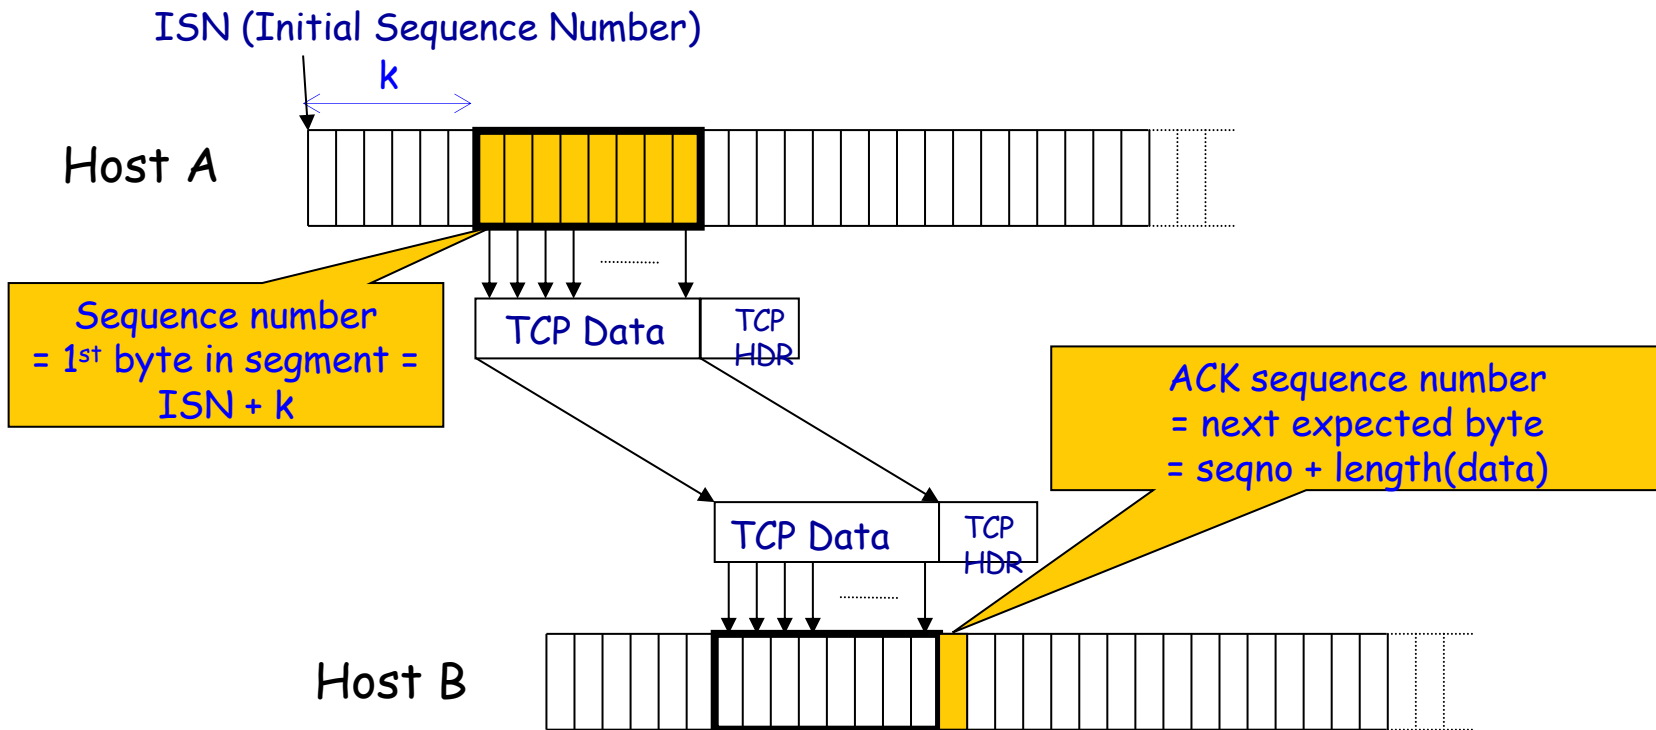 ISN (Initial Sequence Number)
k
Host A
Sequence number
= 1st byte in segment =
ISN + k
TCP Data
TCP
HDR
ACK sequence number
= next expected byte
= seqno + length(data)
TCP Data
TCP
HDR
Host B